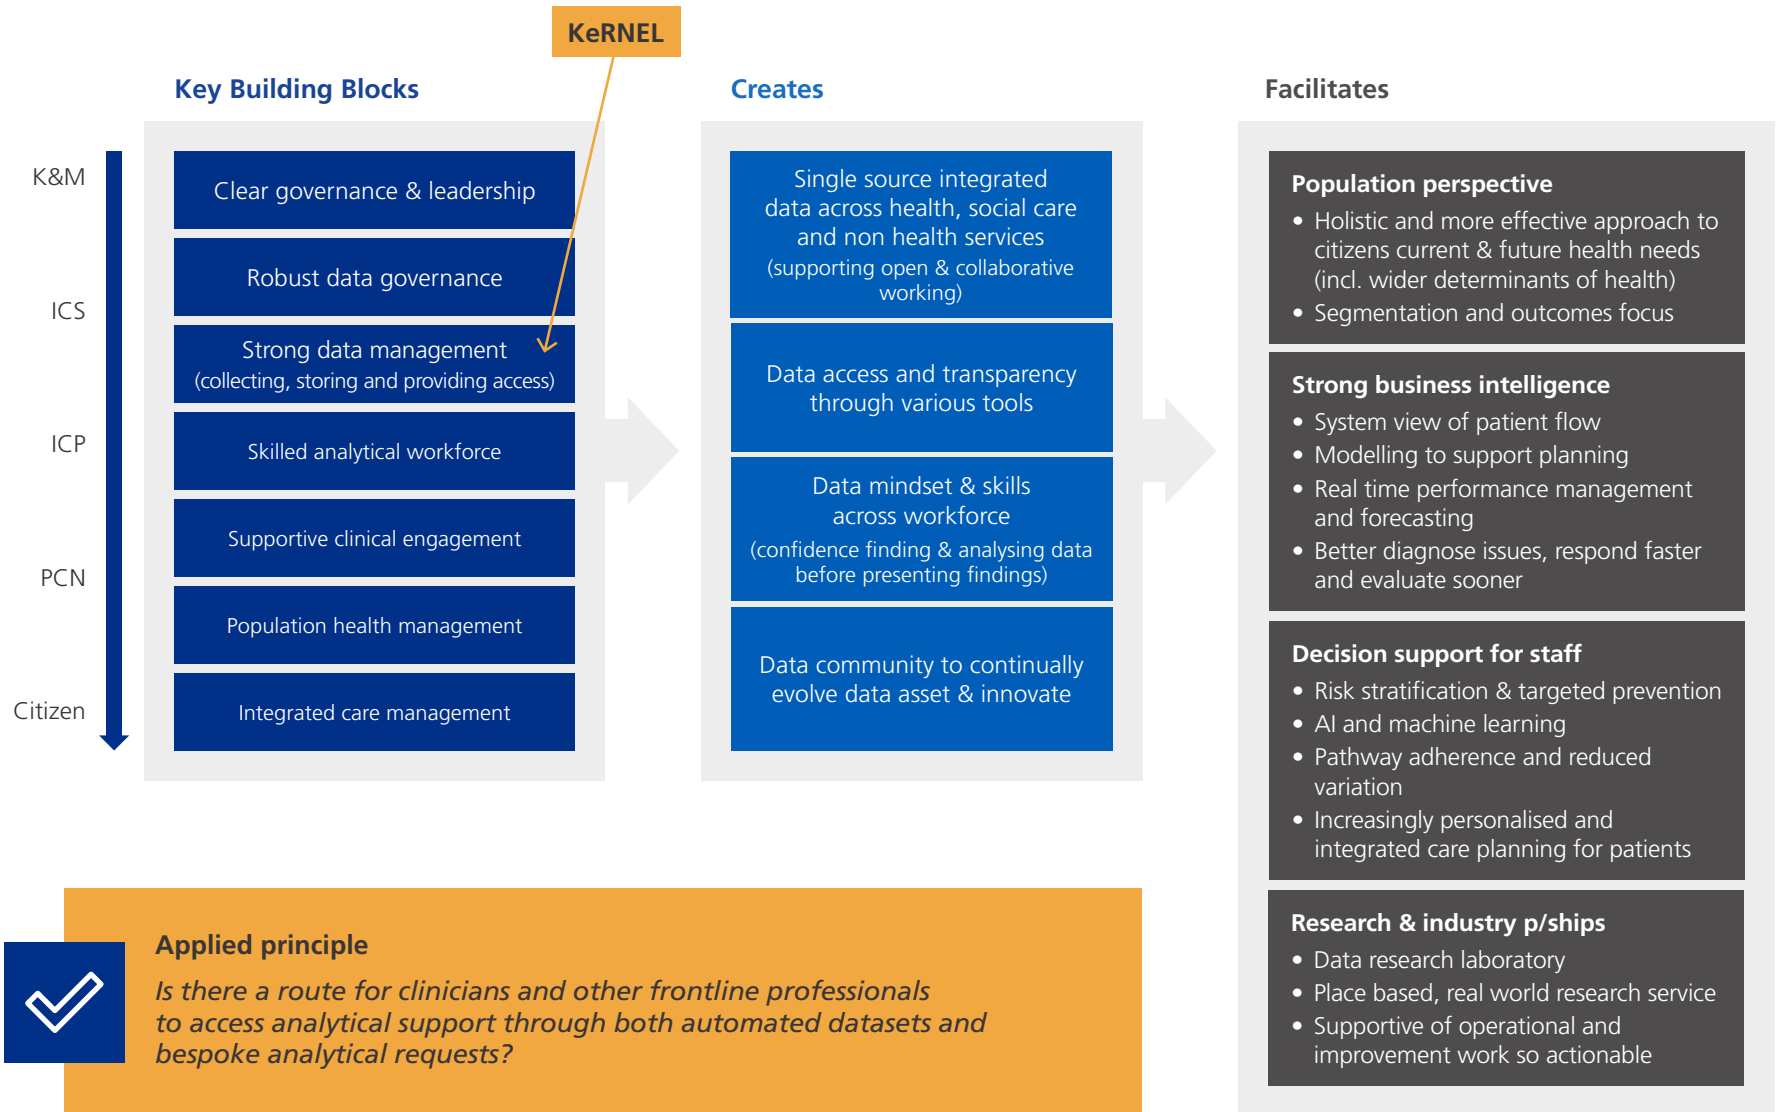 KeRNEL
Key Building Blocks
K&M
ICS
ICP
PCN
Citizen
Clear governance & leadership
Robust data governance
Strong data management
(collecting, storing and providing access)
Skilled analytical workforce
Supportive clinical engagement
Population health management
Integrated care management
Creates
Single source integrated
data across health, social care
and non health services
(supporting open & collaborative
working)
Data access and transparency
through various tools
Data mindset & skills
across workforce
(confidence finding & analysing data
before presenting findings)
Data community to continually
evolve data asset & innovate
Facilitates
Population perspective
• Holistic and more effective approach to
citizens current & future health needs
(incl. wider determinants of health)
• Segmentation and outcomes focus
Strong business intelligence
• System view of patient flow
• Modelling to support planning
• Real time performance management
and forecasting
• Better diagnose issues, respond faster
and evaluate sooner
Decision support for staff
• Risk stratification & targeted prevention
• AI and machine learning
• Pathway adherence and reduced
variation
• Increasingly personalised and
integrated care planning for patients
Research & industry p/ships
• Data research laboratory
• Place based, real world research service
• Supportive of operational and
improvement work so actionable
Applied principle
Is there a route for clinicians and other frontline professionals
to access analytical support through both automated datasets and
bespoke analytical requests?